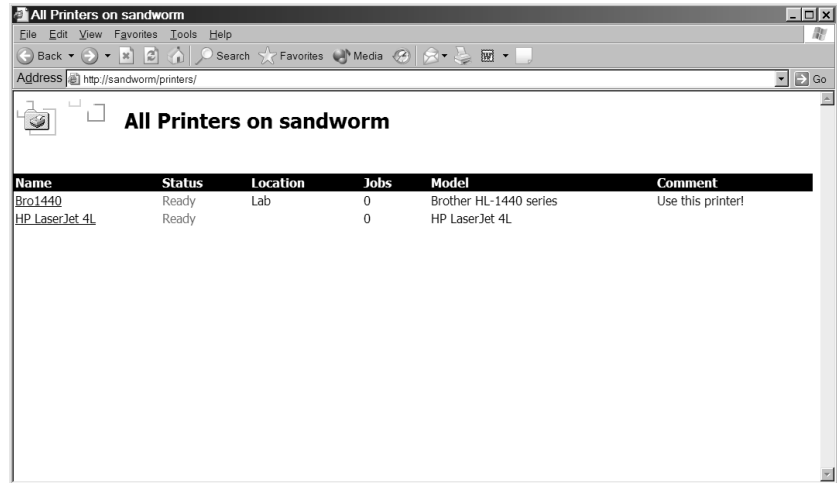 All Printers on sandworm
File Edit View Favorites Tools Help
Back Search Favorites Media
Address http://sandworm/printers/ Go
All Printers on sandworm
Name Status Location Jobs Model Comment
Bro1440 Ready Lab 0 Brother HL-1440 series Use this printer!
HP LaserJet 4L Ready 0 HP LaserJet 4L